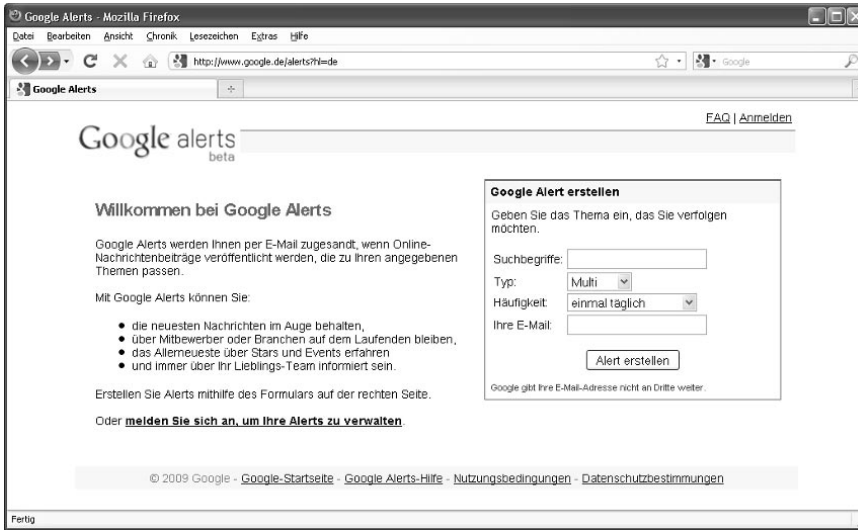 Google Alerts - Mozilla Firefox
Datei Bearbeiten Ansicht Chronik Lesezeichen Extras Hilfe
http://www.google.de/alerts?hl=de
Google
Google Alerts
FAQ | Anmelden
Google alerts
beta
Willkommen bei Google Alerts
Google Alerts werden Ihnen per E-Mail zugesandt, wenn Online-
Nachrichtenbeiträge veröffentlicht werden, die zu Ihren angegebenen
Themen passen.
Mit Google Alerts können Sie:
• die neuesten Nachrichten im Auge behalten,
• über Mitbewerber oder Branchen auf dem Laufenden bleiben,
• das Allerneueste über Stars und Events erfahren
• und immer über Ihr Lieblings-Team informiert sein.
Erstellen Sie Alerts mithilfe des Formulars auf der rechten Seite.
Oder melden Sie sich an, um Ihre Alerts zu verwalten.
Google Alert erstellen
Geben Sie das Thema ein, das Sie verfolgen
möchten.
Suchbegriffe:
Typ: Multi
Häufigkeit: einmal täglich
Ihre E-Mail:
Alert erstellen
Google gibt Ihre E-Mail-Adresse nicht an Dritte weiter.
© 2009 Google - Google-Startseite - Google Alerts-Hilfe - Nutzungsbedingungen - Datenschutzbestimmungen
Fertig